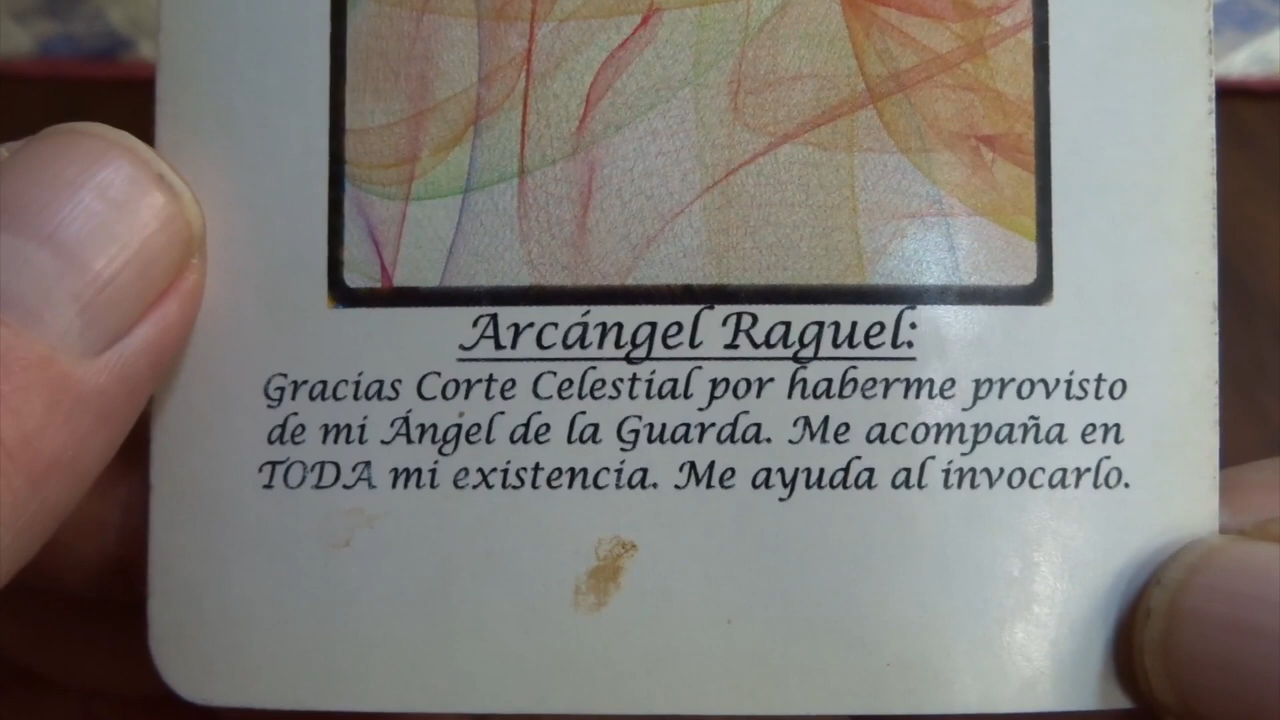 Arcángel Raguel:
Gracias Corte Celestial por haberme provisto
de mi Ángel de la Guarda. Me acompaña en
TODA mi existencia. Me ayuda al invocarlo.